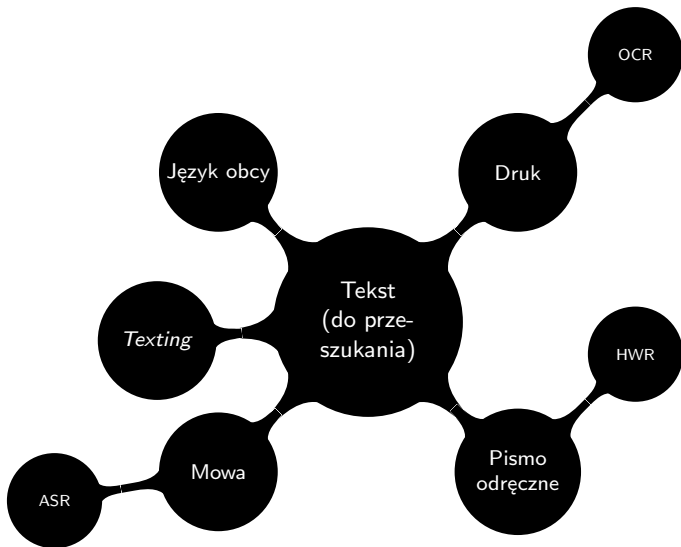 OCR
Język obcy
Druk
Tekst
(do prze-
szukania)
Texting
HWR
Mowa
Pismo
odręczne
ASR